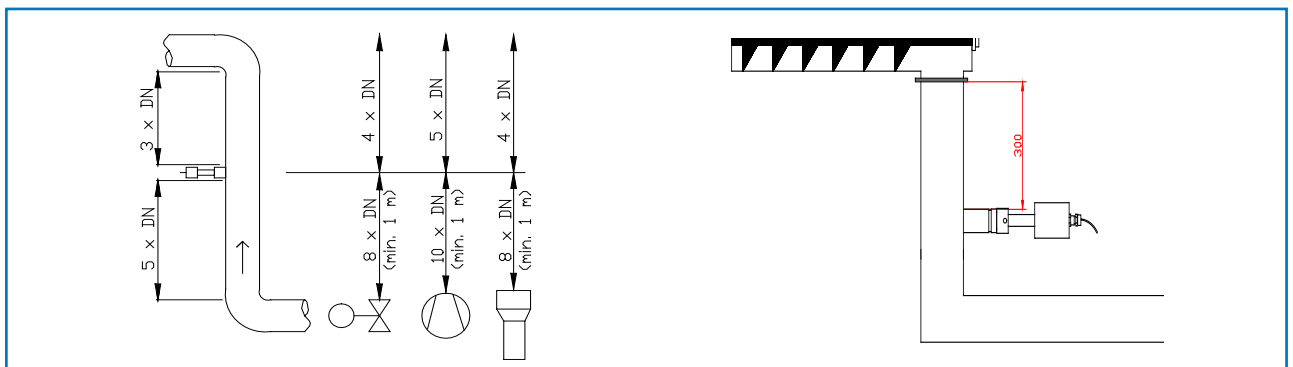 3 x DN
5 x DN
4 x DN
8 x DN
(min. 1 m)
5 x DN
10 x DN
(min. 1 m)
4 x DN
8 x DN
(min. 1 m)
300